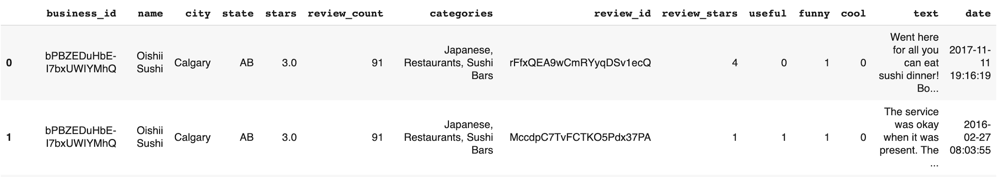 business_id name city state stars review_count categories review_id review_stars useful funny cool text date
0 bPBZEDuHbE-I7bxUWIYMhQ Oishii Sushi Calgary AB 3.0 91 Japanese, Restaurants, Sushi Bars rFfxQEA9wCmRYyqDSv1ecQ 4 0 1 0 Went here for all you can eat sushi dinner! Bo... 2017-11-11 19:16:19
1 bPBZEDuHbE-I7bxUWIYMhQ Oishii Sushi Calgary AB 3.0 91 Japanese, Restaurants, Sushi Bars MccdpC7TvFCTKO5Pdx37PA 1 1 1 0 The service was okay when it was present. The ... 2016-02-27 08:03:55